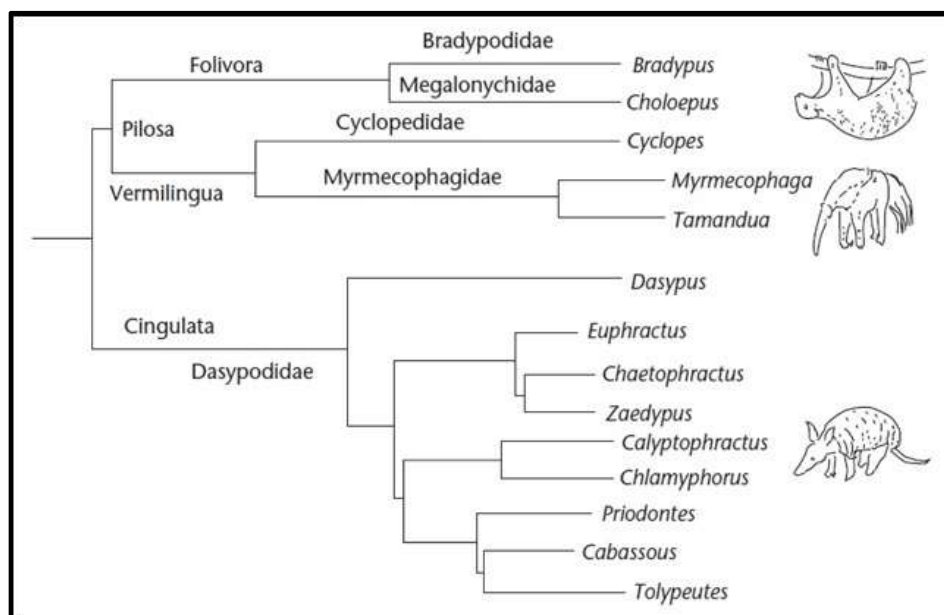 Bradypodidae
Folivora
Bradypus
Megalonychidae
Choloepus
Cyclopedidae
Pilosa
Cyclopes
Myrmecophagidae
Myrmecophaga
Vermilingua
Tamandua
Dasypus
Cingulata
Euphractus
Dasypodidae
Chaetophractus
Zaedypus
Calyptophractus
Chlamyphorus
Priodontes
Cabassous
Tolypeutes